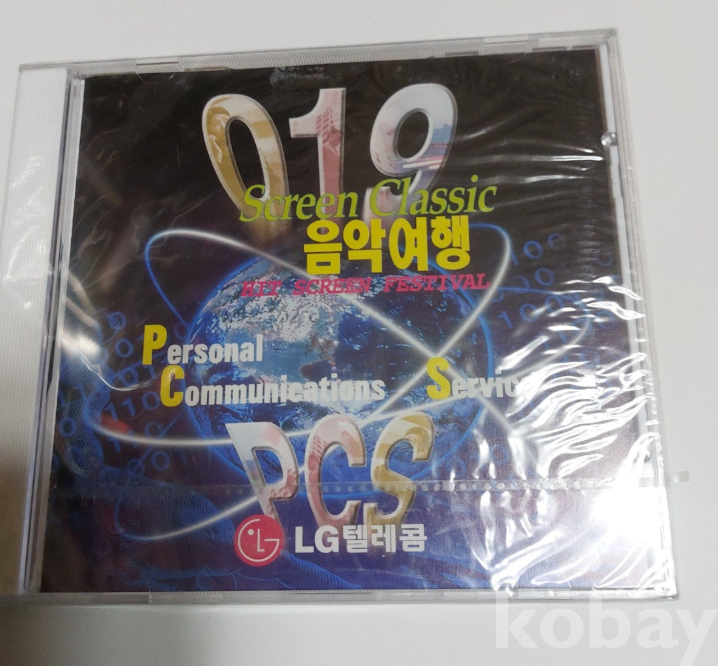 019
Screen Classic
음악여행
HIT SCREEN FESTIVAL
Personal
Communications Service
PCS
LG텔레콤
kobay